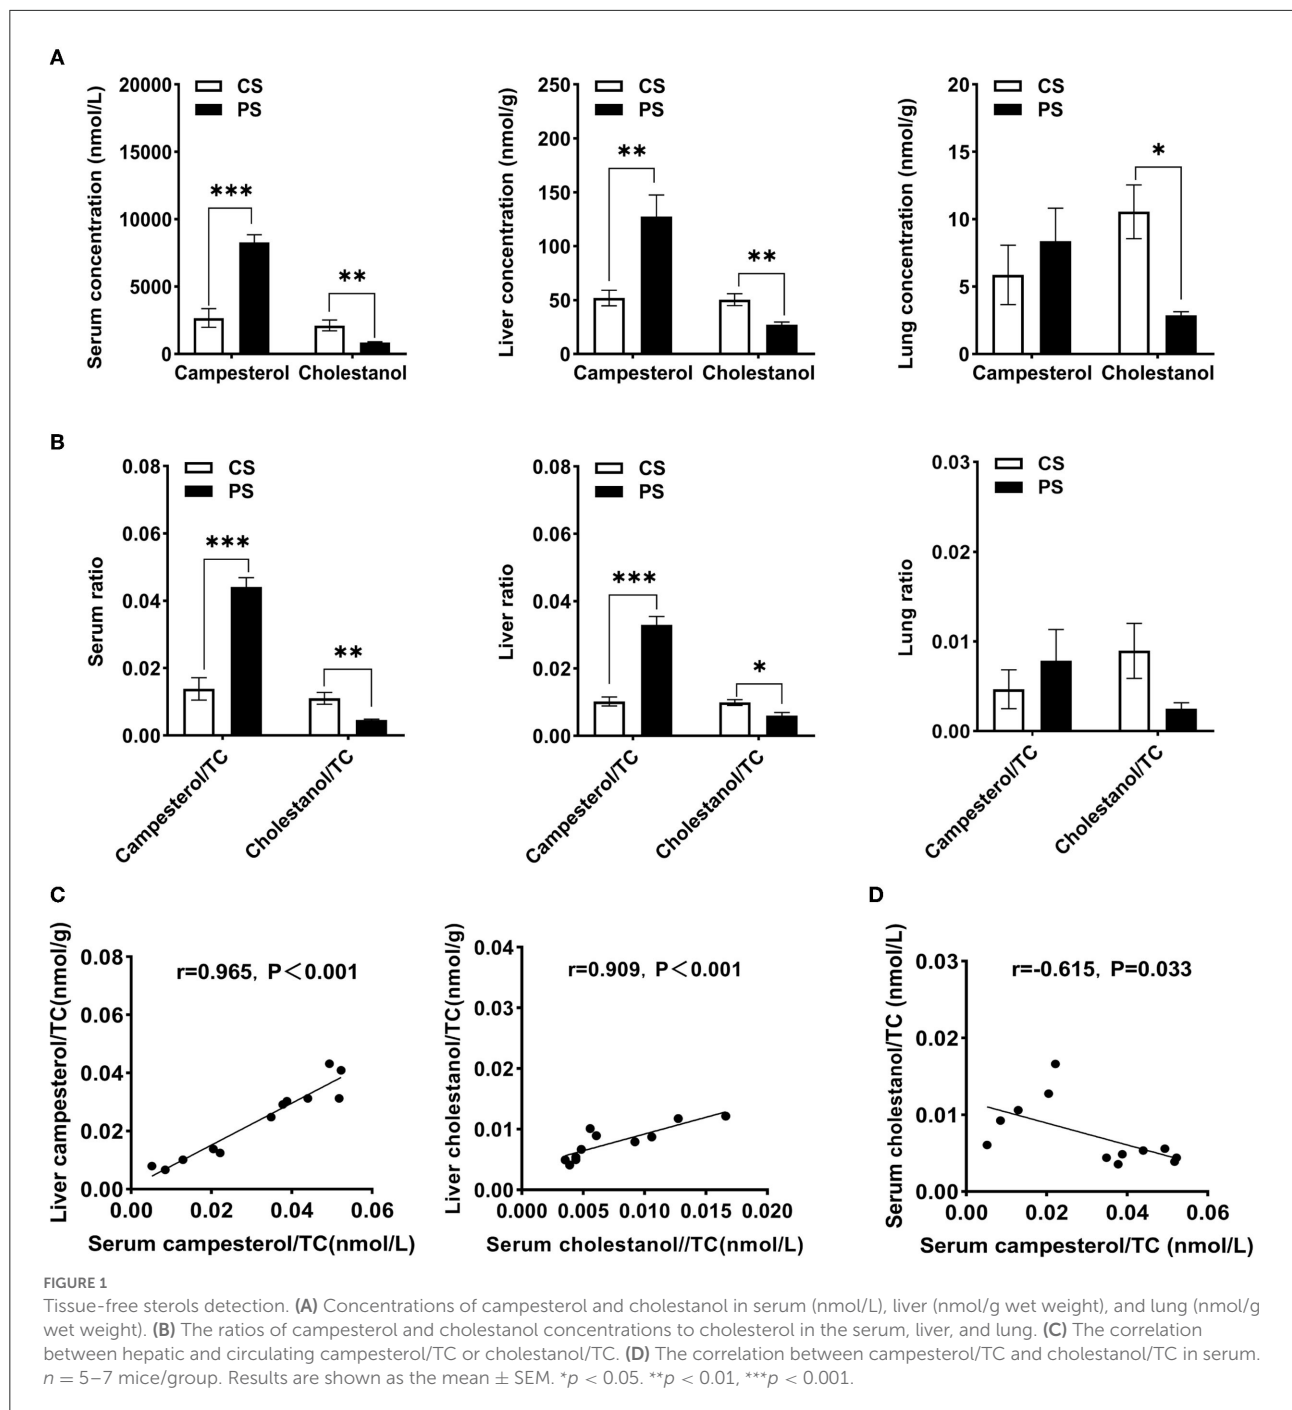 A
CS
PS
Serum concentration (nmol/L)
20000
15000
10000
5000
0
***
**
Campesterol Cholestanol
CS
PS
Liver concentration (nmol/g)
250
200
150
100
50
0
**
**
Campesterol Cholestanol
CS
PS
Lung concentration (nmol/g)
20
15
10
5
0
*
Campesterol Cholestanol
B
CS
PS
Serum ratio
0.08
0.06
0.04
0.02
0.00
***
**
Campesterol/TC
Cholestanol/TC
CS
PS
Liver ratio
0.08
0.06
0.04
0.02
0.00
***
*
Campesterol/TC
Cholestanol/TC
CS
PS
Lung ratio
0.03
0.02
0.01
0.00
Campesterol/TC
Cholestanol/TC
C
Liver campesterol/TC(nmol/g)
0.08
0.06
0.04
0.02
0.00
r=0.965, P<0.001
0.00 0.02 0.04 0.06
Serum campesterol/TC(nmol/L)
Liver cholestanol/TC(nmol/g)
0.04
0.03
0.02
0.01
0.00
r=0.909, P<0.001
0.000 0.005 0.010 0.015 0.020
Serum cholestanol//TC(nmol/L)
D
Serum cholestanol/TC (nmol/L)
0.03
0.02
0.01
0.00
r=-0.615, P=0.033
0.00 0.02 0.04 0.06
Serum campesterol/TC (nmol/L)
FIGURE 1
Tissue-free sterols detection. (A) Concentrations of campesterol and cholestanol in serum (nmol/L), liver (nmol/g wet weight), and lung (nmol/g
wet weight). (B) The ratios of campesterol and cholestanol concentrations to cholesterol in the serum, liver, and lung. (C) The correlation
between hepatic and circulating campesterol/TC or cholestanol/TC. (D) The correlation between campesterol/TC and cholestanol/TC in serum.
n = 5–7 mice/group. Results are shown as the mean ± SEM. *p < 0.05. **p < 0.01, ***p < 0.001.